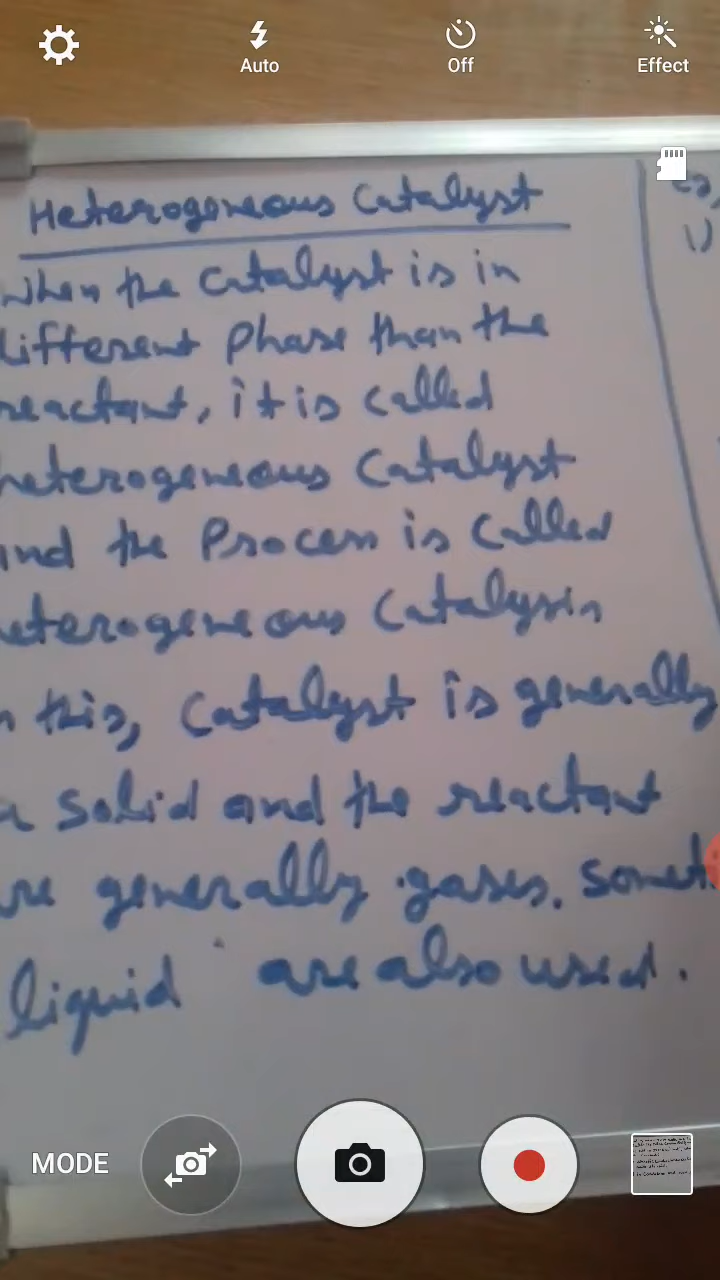 Auto
Off
Effect
Heterogeneous Catalyst
1)
when the Catalyst is in
different Phase than the
reactant, it is called
heterogeneous Catalyst
and the Process is called
heterogeneous Catalysis
n this, Catalyst is generally
a Solid and the reactant
are generally gases. Someti
liquid are also used.
MODE